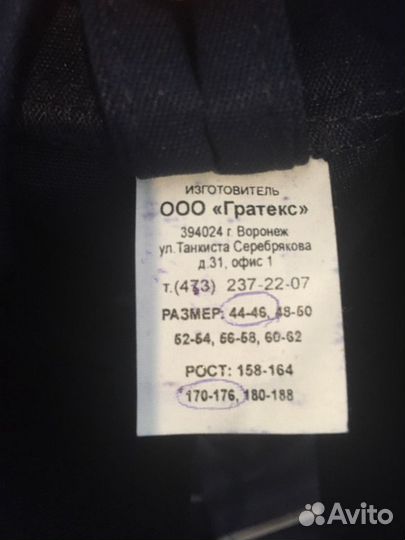 ИЗГОТОВИТЕЛЬ
ООО «Гратекс»
394024 г. Воронеж
ул.Танкиста Серебрякова
д.31, офис 1
т.(473) 237-22-07
РАЗМЕР: 44-46, 48-50
52-54, 56-58, 60-62
РОСТ: 158-164
170-176, 180-188
Avito